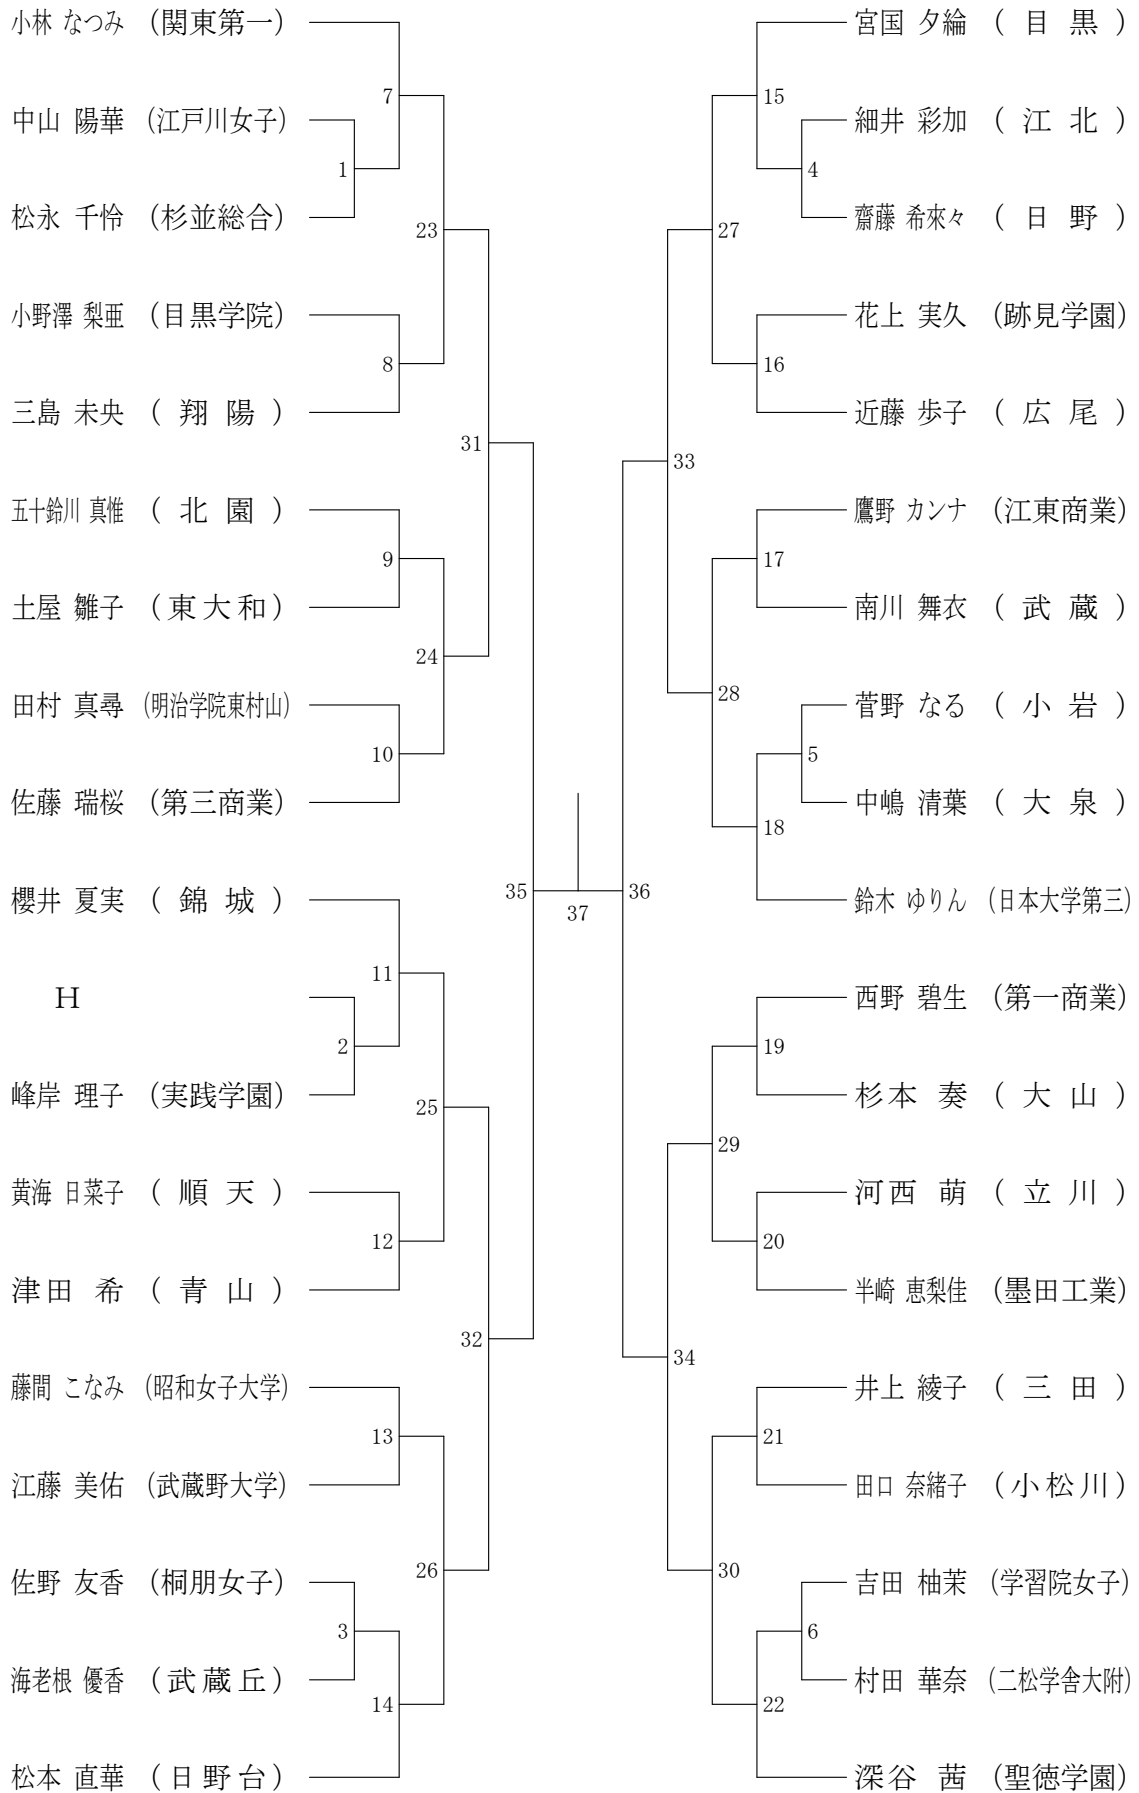 小林 なつみ (関東第一)
7
中山 陽華 (江戸川女子)
1
松永 千怜 (杉並総合)
23
小野澤 梨亜 (目黒学院)
8
三島 未央 ( 翔 陽 )
31
五十鈴川 真惟 ( 北 園 )
9
土屋 雛子 (東大和)
24
田村 真尋 (明治学院東村山)
10
佐藤 瑞桜 (第三商業)
35
櫻井 夏実 ( 錦 城 )
11
H
2
峰岸 理子 (実践学園)
25
黄海 日菜子 ( 順 天 )
12
津田 希 ( 青 山 )
32
藤間 こなみ (昭和女子大学)
13
江藤 美佑 (武蔵野大学)
26
佐野 友香 (桐朋女子)
3
海老根 優香 (武蔵丘)
14
松本 直華 (日野台)
37
宮国 夕綸 ( 目 黒 )
15
細井 彩加 ( 江 北 )
4
齋藤 希來々 ( 日 野 )
27
花上 実久 (跡見学園)
16
近藤 歩子 ( 広 尾 )
33
鷹野 カンナ (江東商業)
17
南川 舞衣 ( 武 蔵 )
28
菅野 なる ( 小 岩 )
5
中嶋 清葉 ( 大 泉 )
18
鈴木 ゆりん (日本大学第三)
36
西野 碧生 (第一商業)
19
杉本 奏 ( 大 山 )
29
河西 萌 ( 立 川 )
20
半崎 恵梨佳 (墨田工業)
34
井上 綾子 ( 三 田 )
21
田口 奈緒子 (小松川)
30
吉田 柚茉 (学習院女子)
6
村田 華奈 (二松学舎大附)
22
深谷 茜 (聖徳学園)